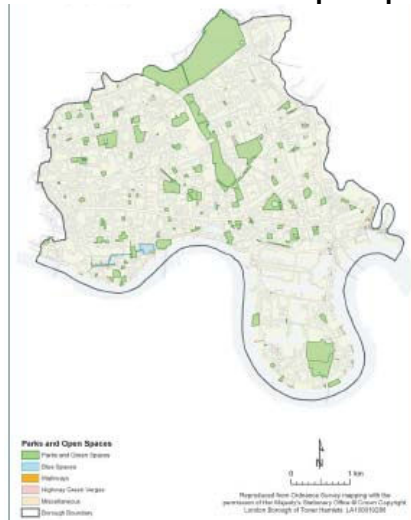 Parks and Open Spaces
Parks and Green Spaces
Blue Spaces
Walkways
Highway Green Verges
Miscellaneous
Borough Boundary
N
0 1 km
Reproduced from Ordnance Survey mapping with the
permission of Her Majesty's Stationery Office © Crown Copyright
London Borough of Tower Hamlets LA100019288